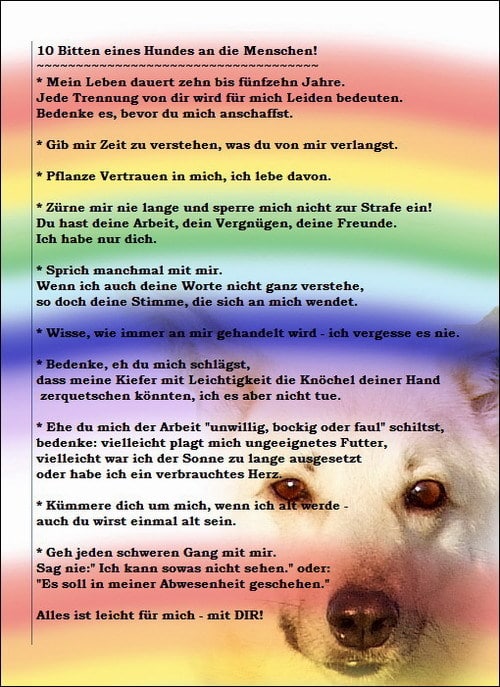 10 Bitten eines Hundes an die Menschen!
~~~~~~~~~~~~~~~~~~~~~~~~~~~~~~~~~~~
* Mein Leben dauert zehn bis fünfzehn Jahre.
Jede Trennung von dir wird für mich Leiden bedeuten.
Bedenke es, bevor du mich anschaffst.
* Gib mir Zeit zu verstehen, was du von mir verlangst.
* Pflanze Vertrauen in mich, ich lebe davon.
* Zürne mir nie lange und sperre mich nicht zur Strafe ein!
Du hast deine Arbeit, dein Vergnügen, deine Freunde.
Ich habe nur dich.
* Sprich manchmal mit mir.
Wenn ich auch deine Worte nicht ganz verstehe,
so doch deine Stimme, die sich an mich wendet.
* Wisse, wie immer an mir gehandelt wird - ich vergesse es nie.
* Bedenke, eh du mich schlägst,
dass meine Kiefer mit Leichtigkeit die Knöchel deiner Hand
zerquetschen könnten, ich es aber nicht tue.
* Ehe du mich der Arbeit "unwillig, bockig oder faul" schiltst,
bedenke: vielleicht plagt mich ungeeignetes Futter,
vielleicht war ich der Sonne zu lange ausgesetzt
oder habe ich ein verbrauchtes Herz.
* Kümmere dich um mich, wenn ich alt werde -
auch du wirst einmal alt sein.
* Geh jeden schweren Gang mit mir.
Sag nie:" Ich kann sowas nicht sehen." oder:
"Es soll in meiner Abwesenheit geschehen."
Alles ist leicht für mich - mit DIR!